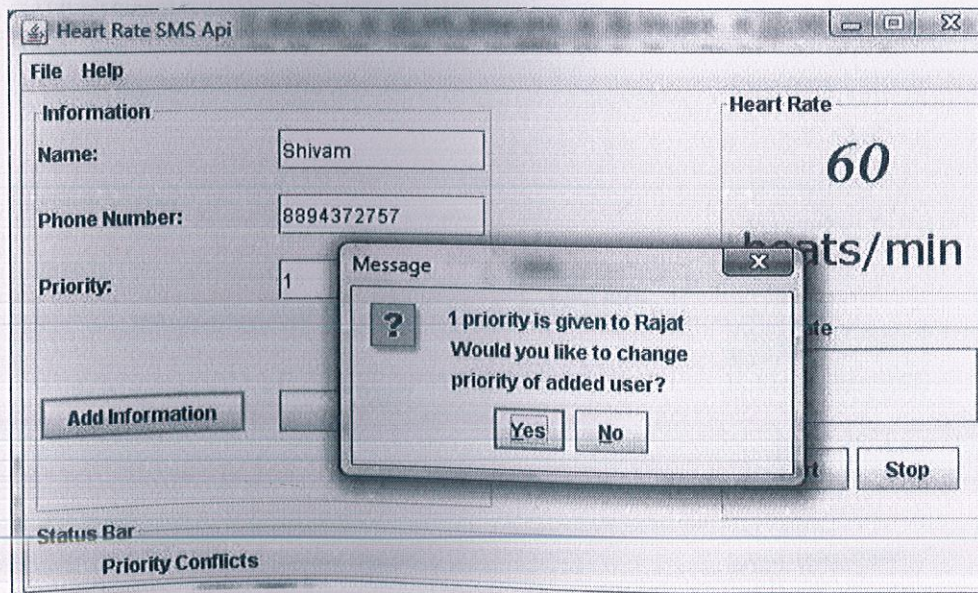 Heart Rate SMS Api
File Help
Information
Name:
Shivam
Phone Number:
8894372757
Priority:
1
Add Information
Heart Rate
60
beats/min
Message
1 priority is given to Rajat
Would you like to change
priority of added user?
Yes
No
Stop
Status Bar
Priority Conflicts